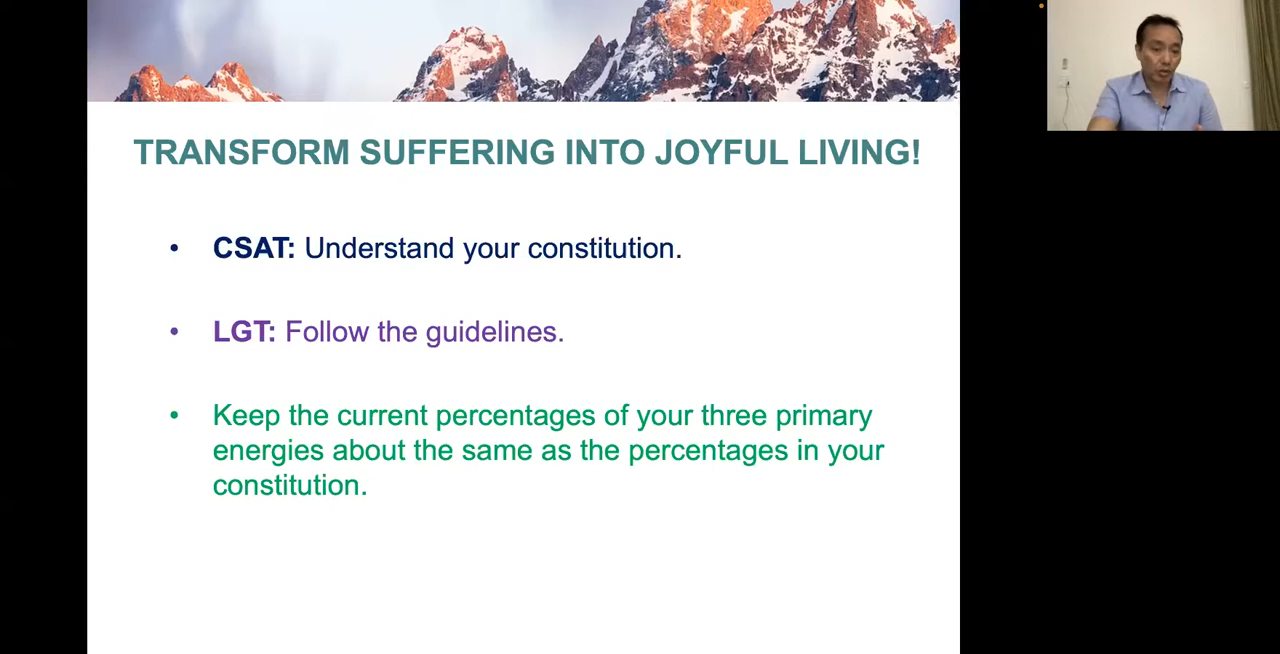 TRANSFORM SUFFERING INTO JOYFUL LIVING!
• CSAT: Understand your constitution.
• LGT: Follow the guidelines.
• Keep the current percentages of your three primary
energies about the same as the percentages in your
constitution.